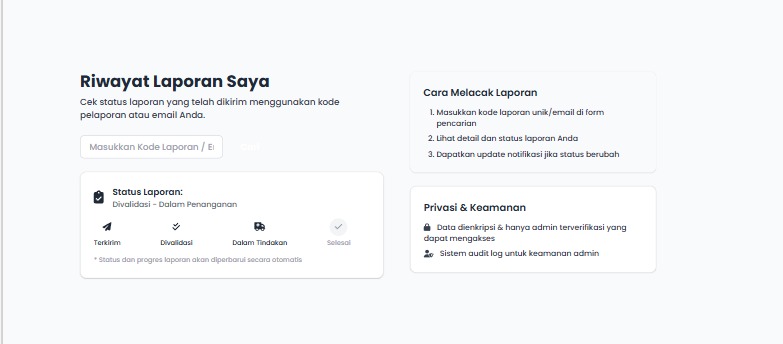 Riwayat Laporan Saya
Cek status laporan yang telah dikirim menggunakan kode
pelaporan atau email Anda.
Masukkan Kode Laporan / E
Cari
Status Laporan:
Divalidasi - Dalam Penanganan
Terkirim
Divalidasi
Dalam Tindakan
Selesai
* Status dan progres laporan akan diperbarui secara otomatis
Cara Melacak Laporan
1. Masukkan kode laporan unik/email di form
pencarian
2. Lihat detail dan status laporan Anda
3. Dapatkan update notifikasi jika status berubah
Privasi & Keamanan
Data dienkripsi & hanya admin terverifikasi yang
dapat mengakses
Sistem audit log untuk keamanan admin